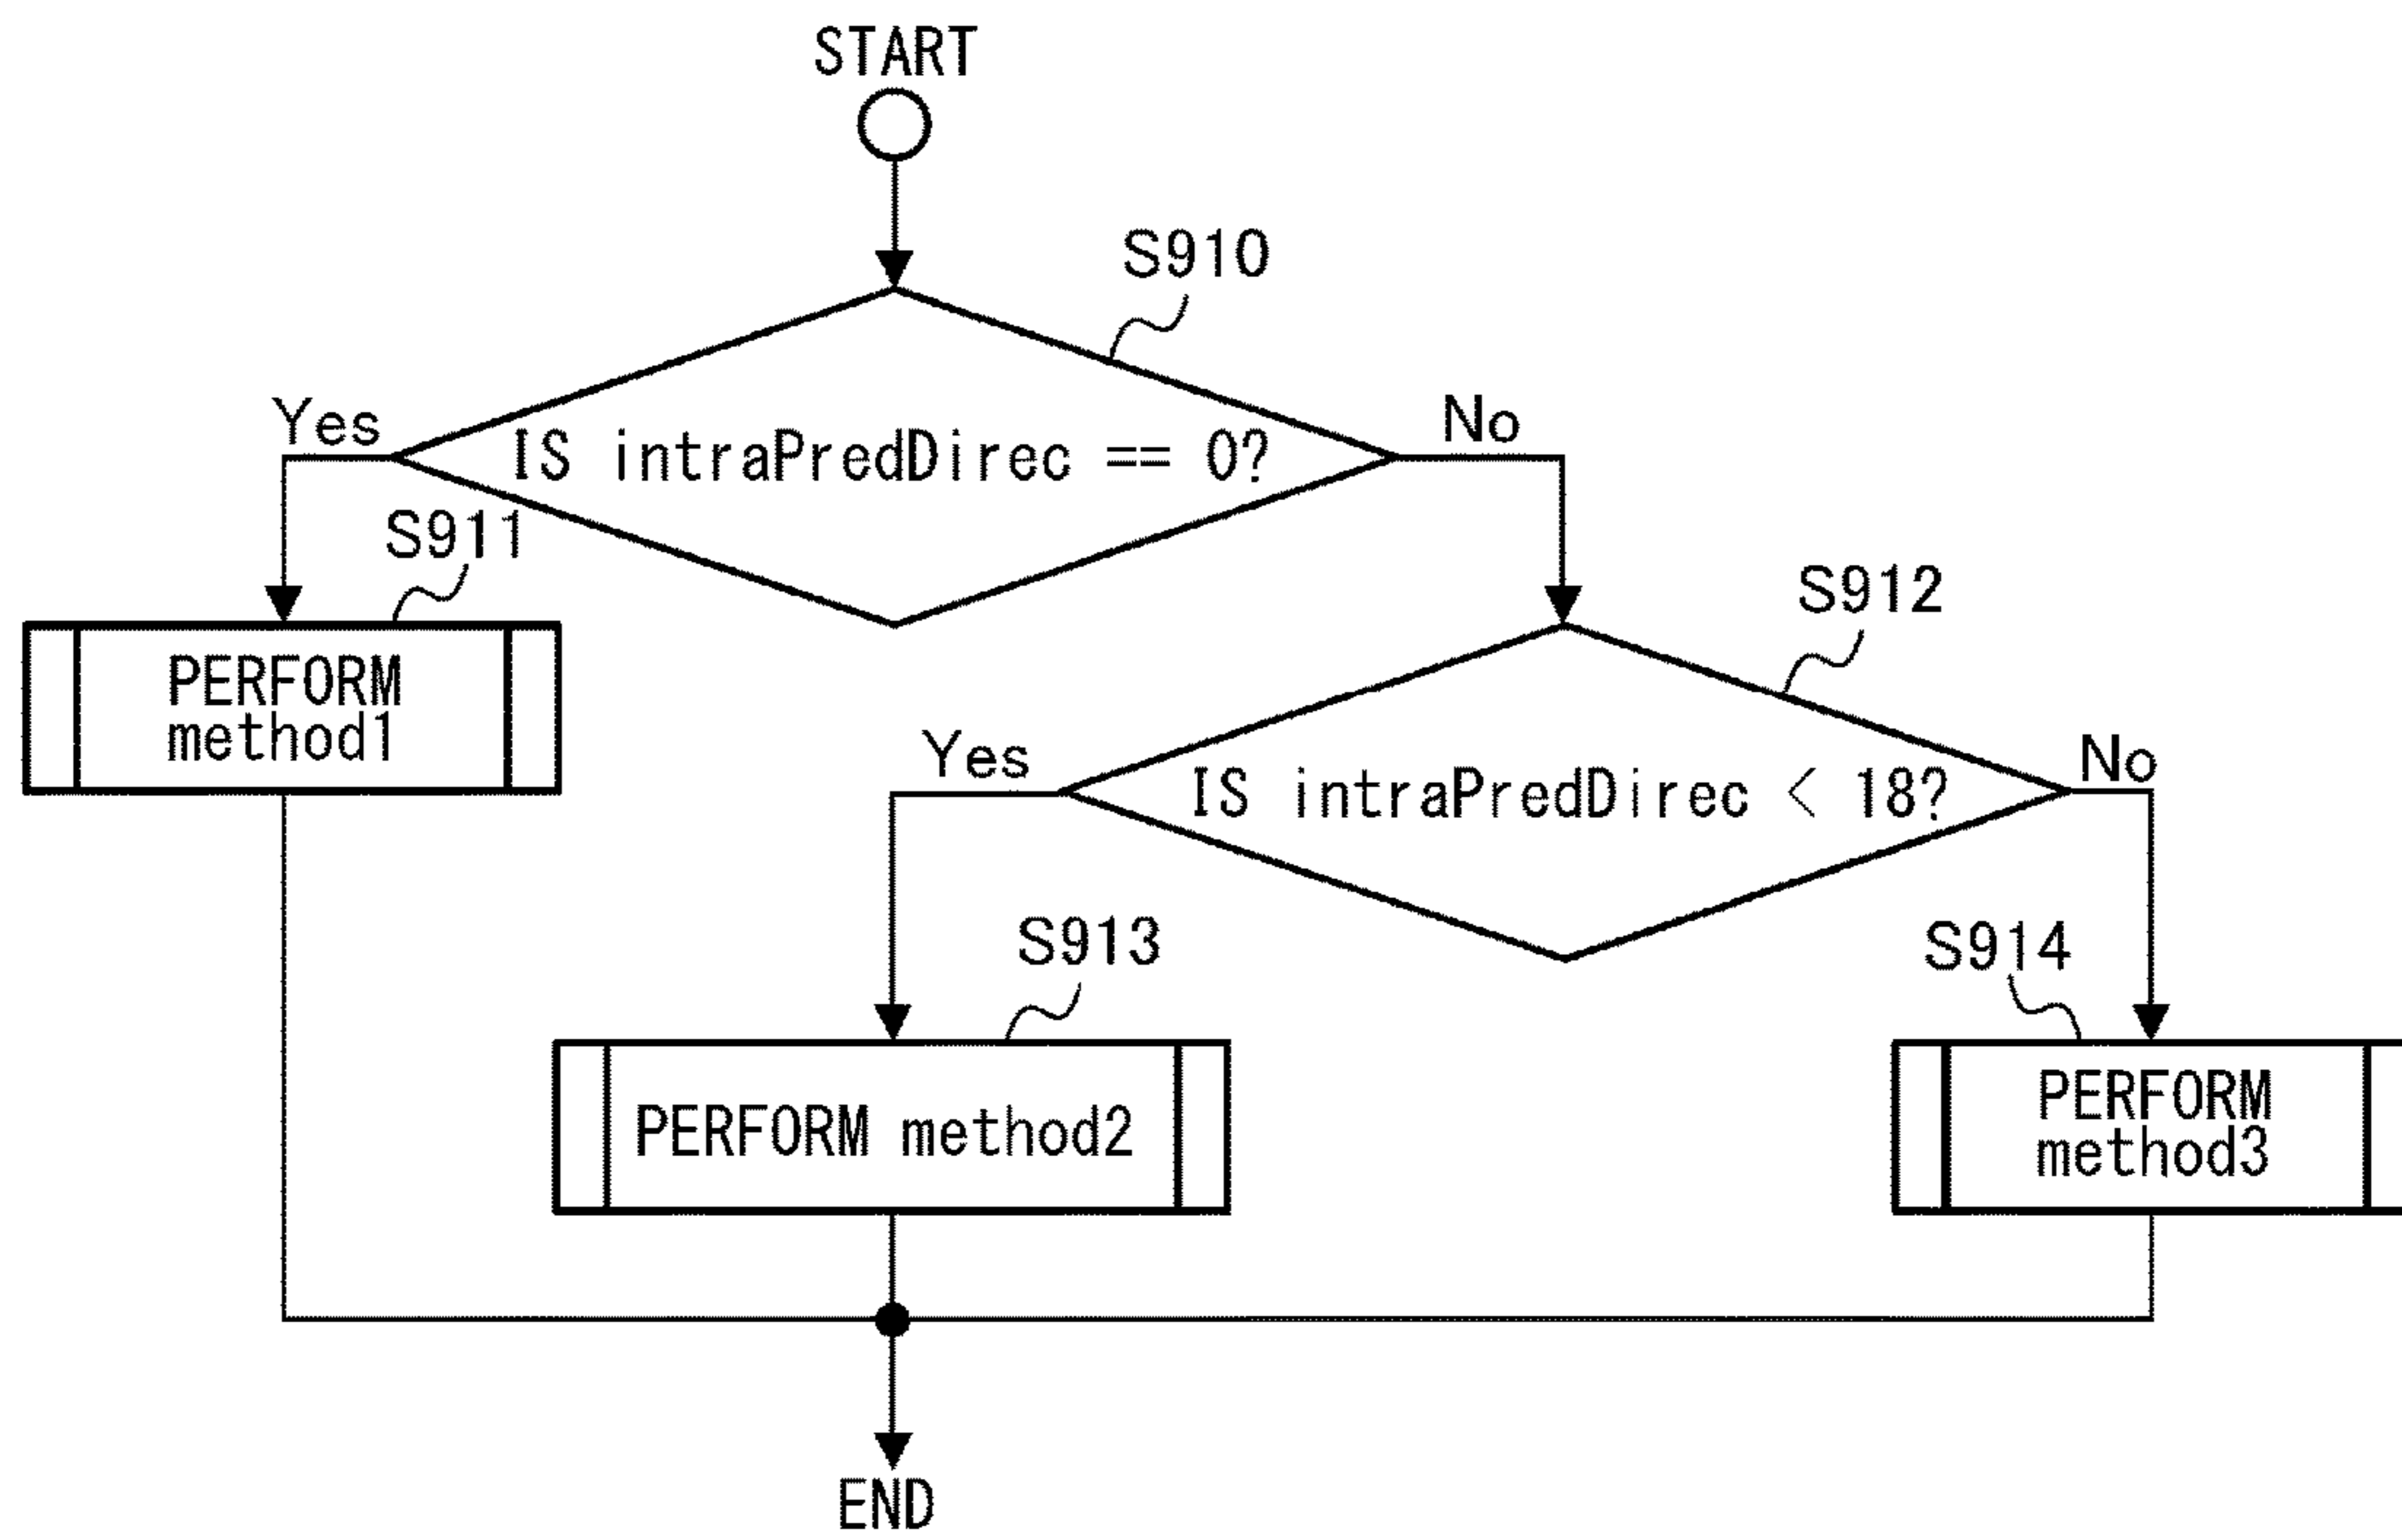 START
S910
Yes
IS intraPredDirec == 0?
No
S911
PERFORM
method1
S912
Yes
IS intraPredDirec < 18?
No
S913
PERFORM method2
S914
PERFORM
method3
END